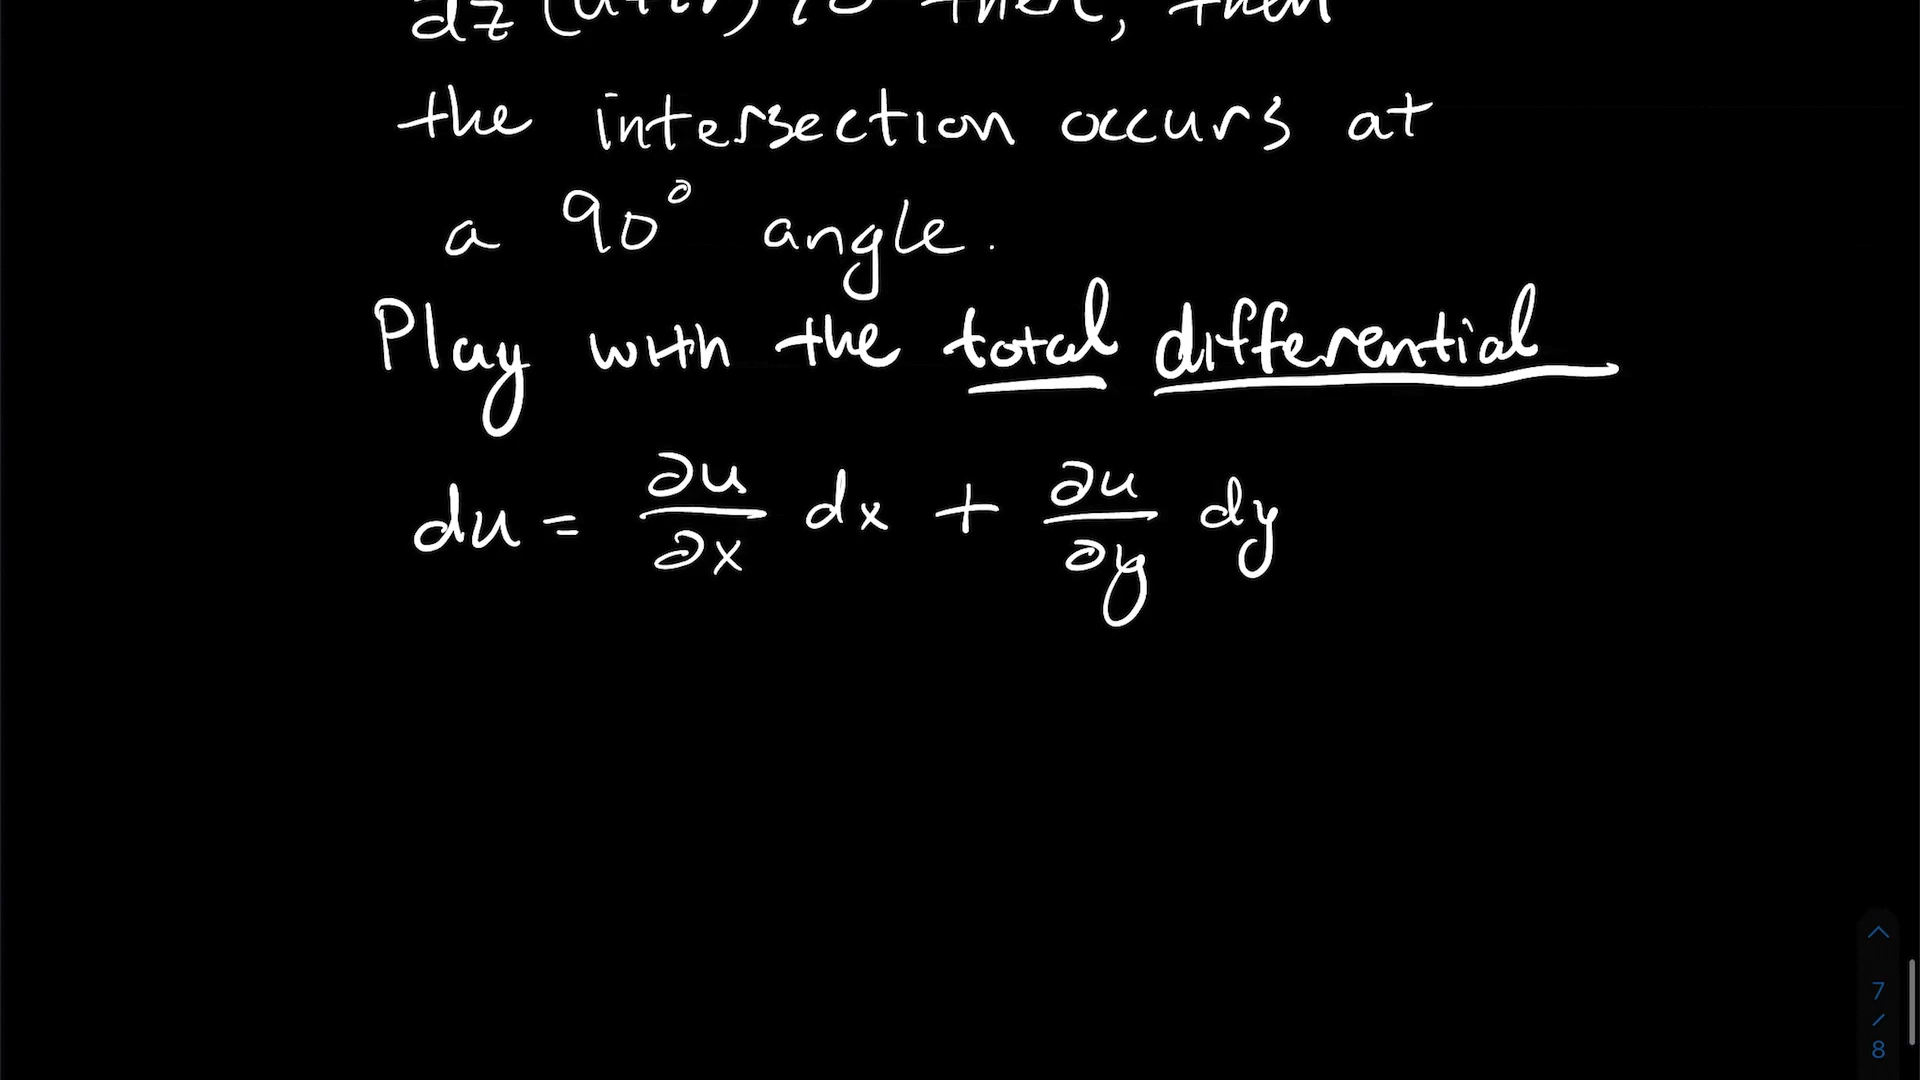 the intersection occurs at
a 90° angle.
Play with the total differential
du = ∂u/∂x dx + ∂u/∂y dy
7
/
8